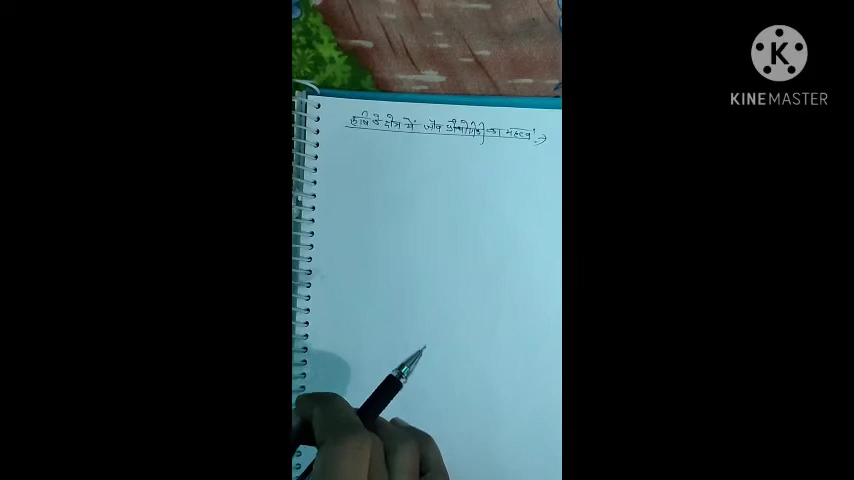 कृषि के क्षेत्र में जैव प्रौद्योगिकी का महत्व :→
K
KINEMASTER